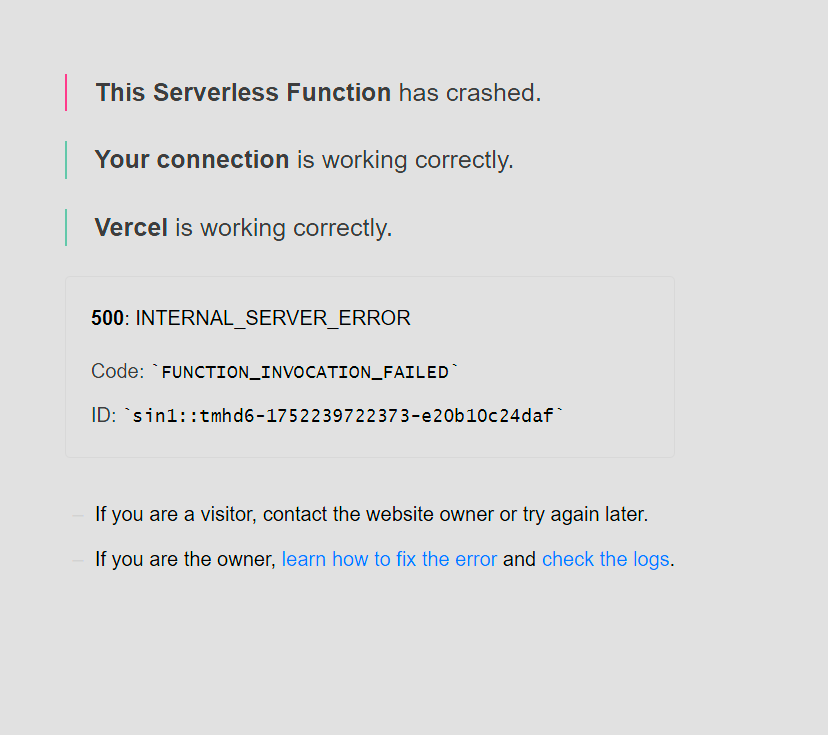 This Serverless Function has crashed.
Your connection is working correctly.
Vercel is working correctly.
500: INTERNAL_SERVER_ERROR
Code: `FUNCTION_INVOCATION_FAILED`
ID: `sin1::tmhd6-1752239722373-e20b10c24daf`
If you are a visitor, contact the website owner or try again later.
If you are the owner, learn how to fix the error and check the logs.